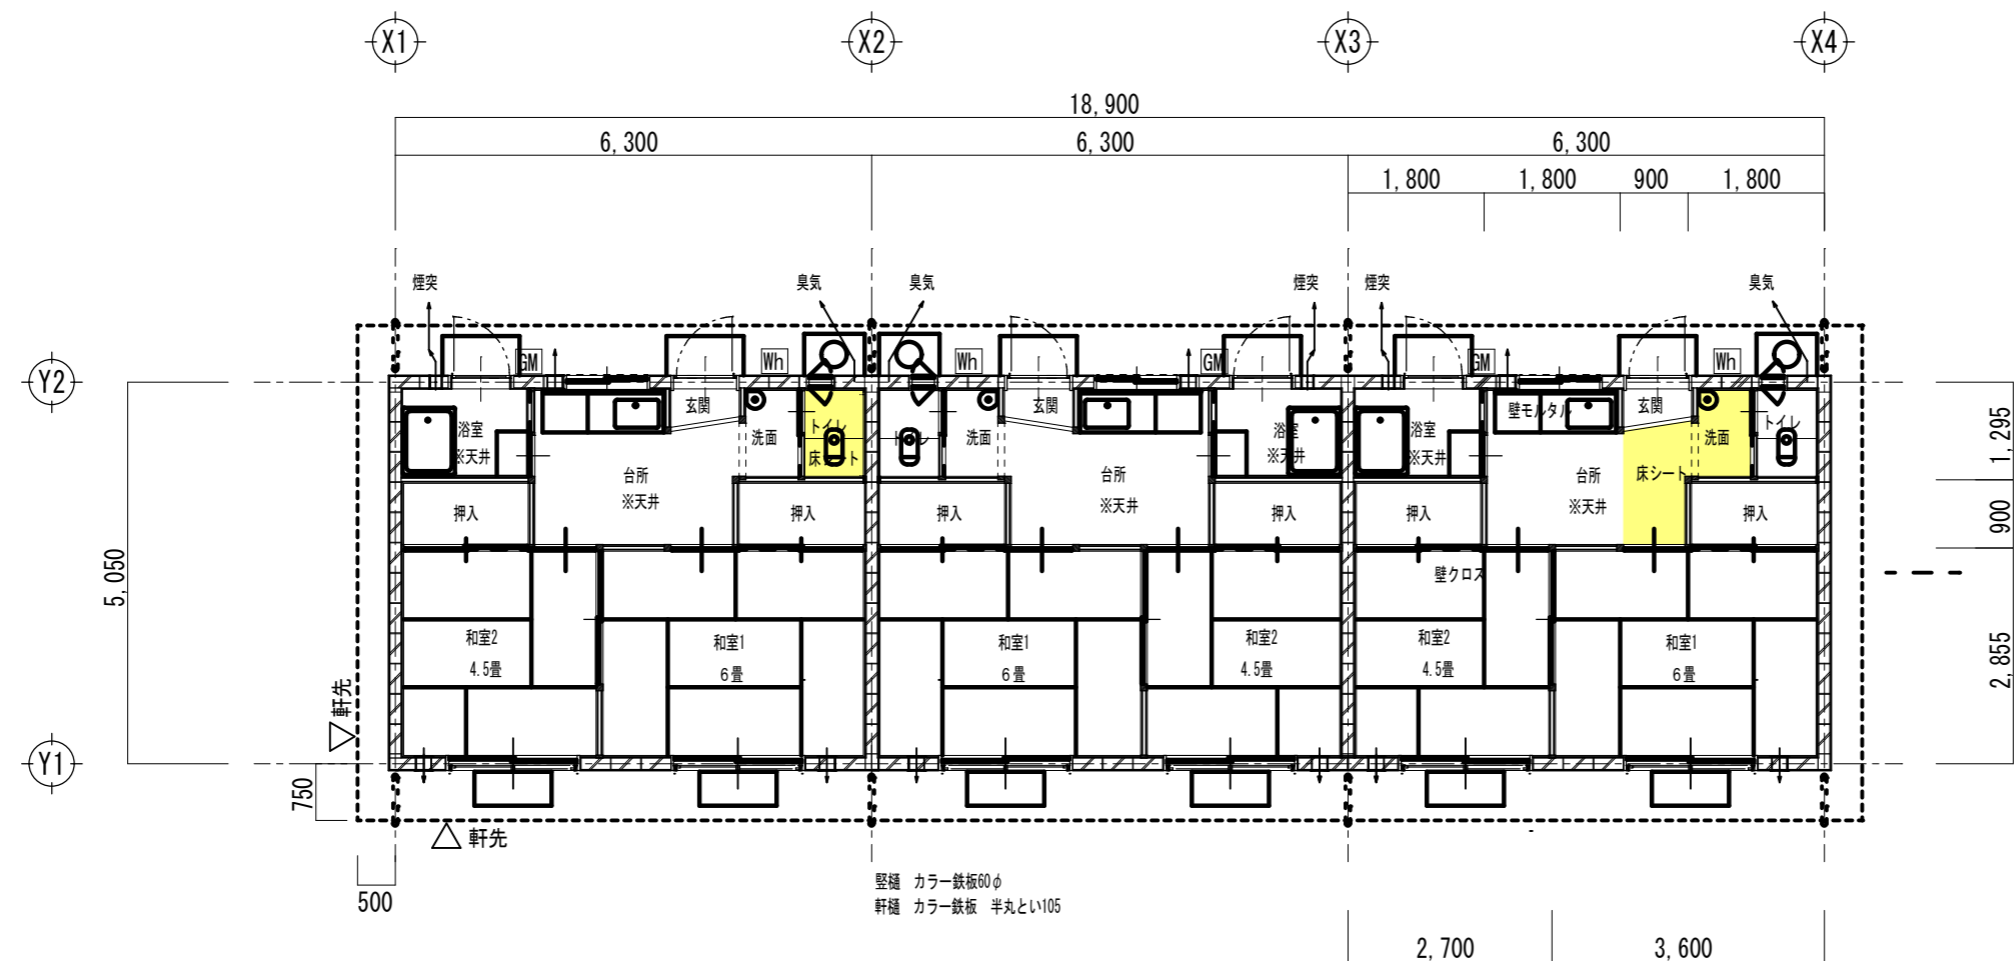 X1 X2 X3 X4
18,900
6,300 6,300 6,300
1,800 1,800 900 1,800
煙突 臭気 臭気 煙突 煙突 臭気
GM Wh Wh GM GM Wh
Y2
玄関 玄関 壁モルタル 玄関
浴室 洗面 トイレ トイレ 洗面 浴室 浴室 洗面 トイレ
※天井 床シート ※天井 ※天井
台所 台所 台所 床シート
※天井 ※天井 ※天井
押入 押入 押入 押入 押入 押入
1,295
900
5,050
壁クロス
和室2 和室1 和室1 和室2 和室2 和室1
4.5畳 6畳 6畳 4.5畳 4.5畳 6畳
2,855
軒先
Y1
750
軒先
500
竪樋 カラー鉄板60φ
軒樋 カラー鉄板 半丸とい105
2,700 3,600